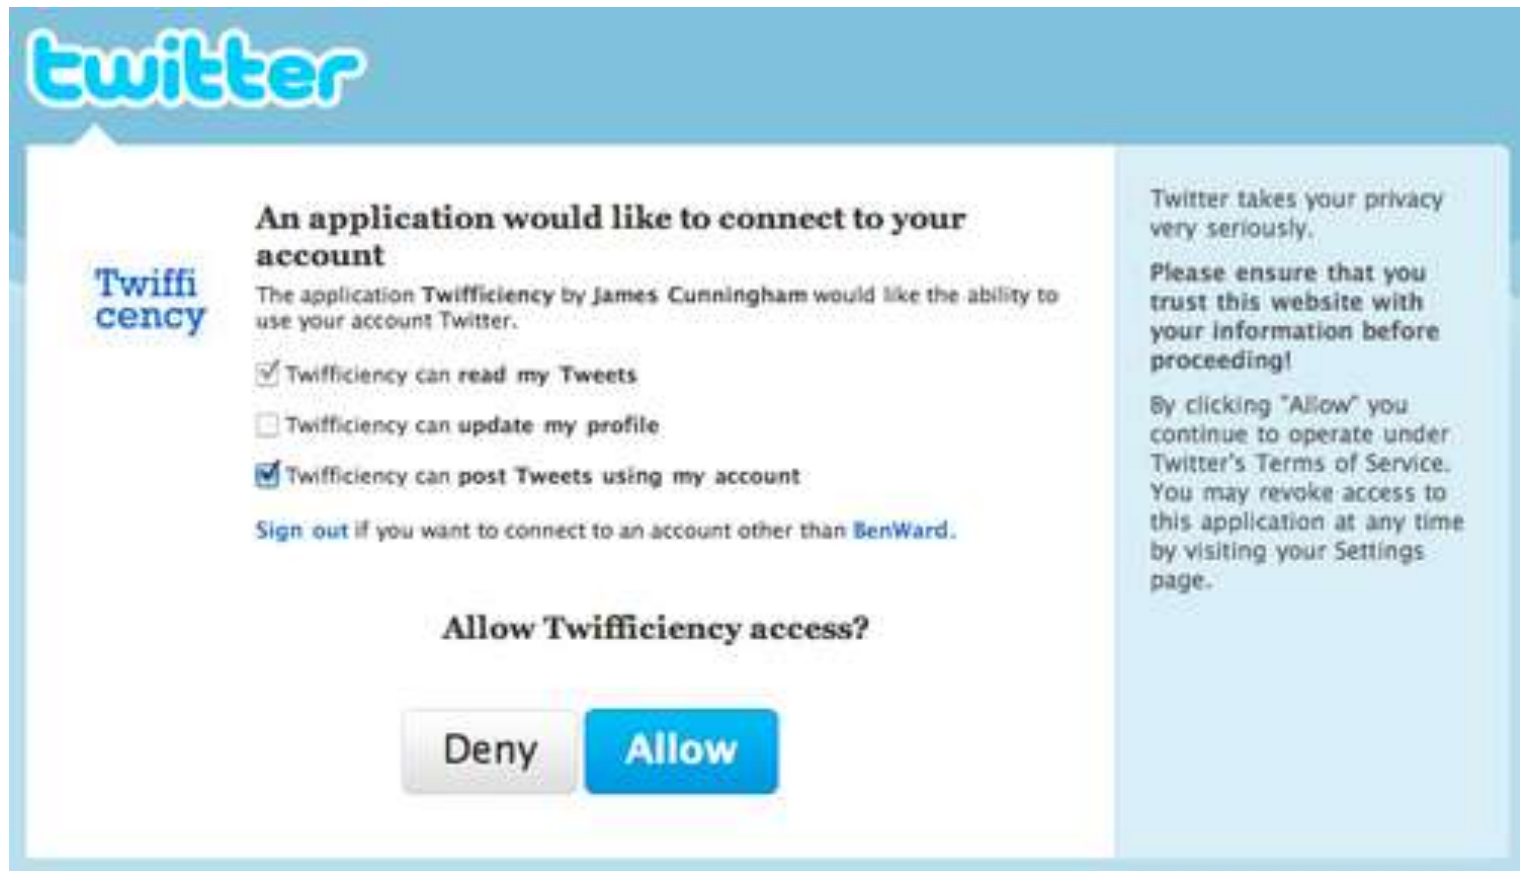 twitter
Twiffi
cency
An application would like to connect to your
account
The application Twifficiency by James Cunningham would like the ability to
use your account Twitter.
Twifficiency can read my Tweets
Twifficiency can update my profile
Twifficiency can post Tweets using my account
Sign out if you want to connect to an account other than BenWard.
Allow Twifficiency access?
Deny
Allow
Twitter takes your privacy
very seriously.
Please ensure that you
trust this website with
your information before
proceeding!
By clicking "Allow" you
continue to operate under
Twitter's Terms of Service.
You may revoke access to
this application at any time
by visiting your Settings
page.